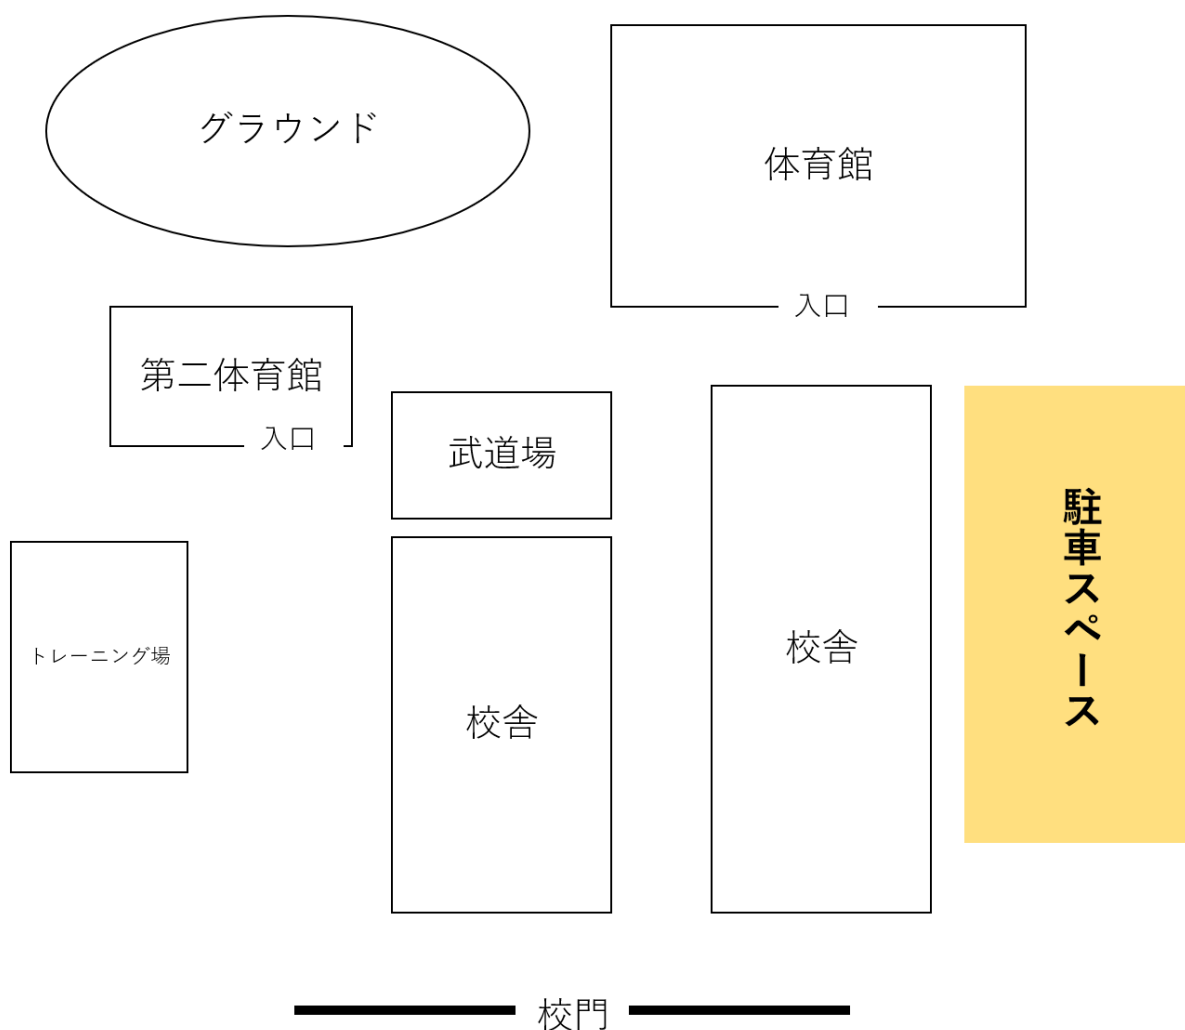 グラウンド
体育館
入口
第二体育館
入口
武道場
駐車スペース
トレーニング場
校舎
校舎
校門